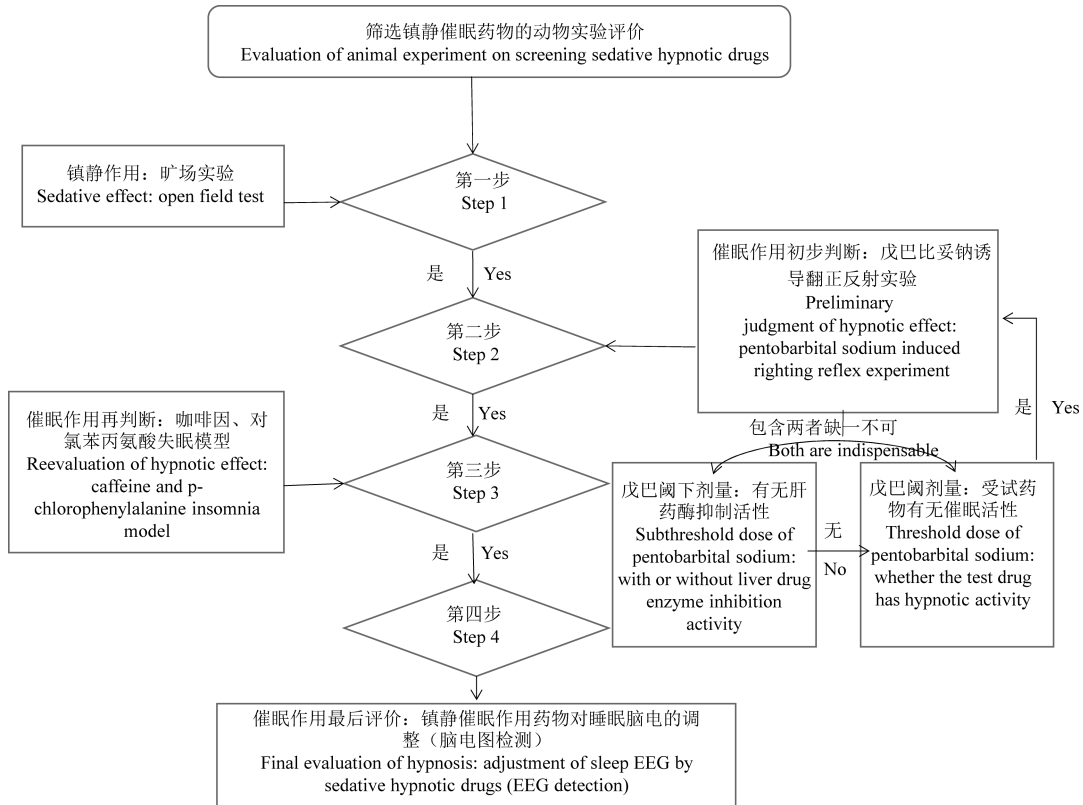 筛选镇静催眠药物的动物实验评价
Evaluation of animal experiment on screening sedative hypnotic drugs
镇静作用：旷场实验
Sedative effect: open field test
第一步
Step 1
是 Yes
催眠作用初步判断：戊巴比妥钠诱
导翻正反射实验
Preliminary
judgment of hypnotic effect:
pentobarbital sodium induced
righting reflex experiment
第二步
Step 2
是 Yes
是 Yes
包含两者缺一不可
Both are indispensable
催眠作用再判断：咖啡因、对
氯苯丙氨酸失眠模型
Reevaluation of hypnotic effect:
caffeine and p-
chlorophenylalanine insomnia
model
第三步
Step 3
戊巴阈下剂量：有无肝
药酶抑制活性
Subthreshold dose of
pentobarbital sodium:
with or without liver drug
enzyme inhibition
activity
无
No
戊巴阈剂量：受试药
物有无催眠活性
Threshold dose of
pentobarbital sodium:
whether the test drug
has hypnotic activity
是 Yes
第四步
Step 4
催眠作用最后评价：镇静催眠作用药物对睡眠脑电的调
整（脑电图检测）
Final evaluation of hypnosis: adjustment of sleep EEG by
sedative hypnotic drugs (EEG detection)